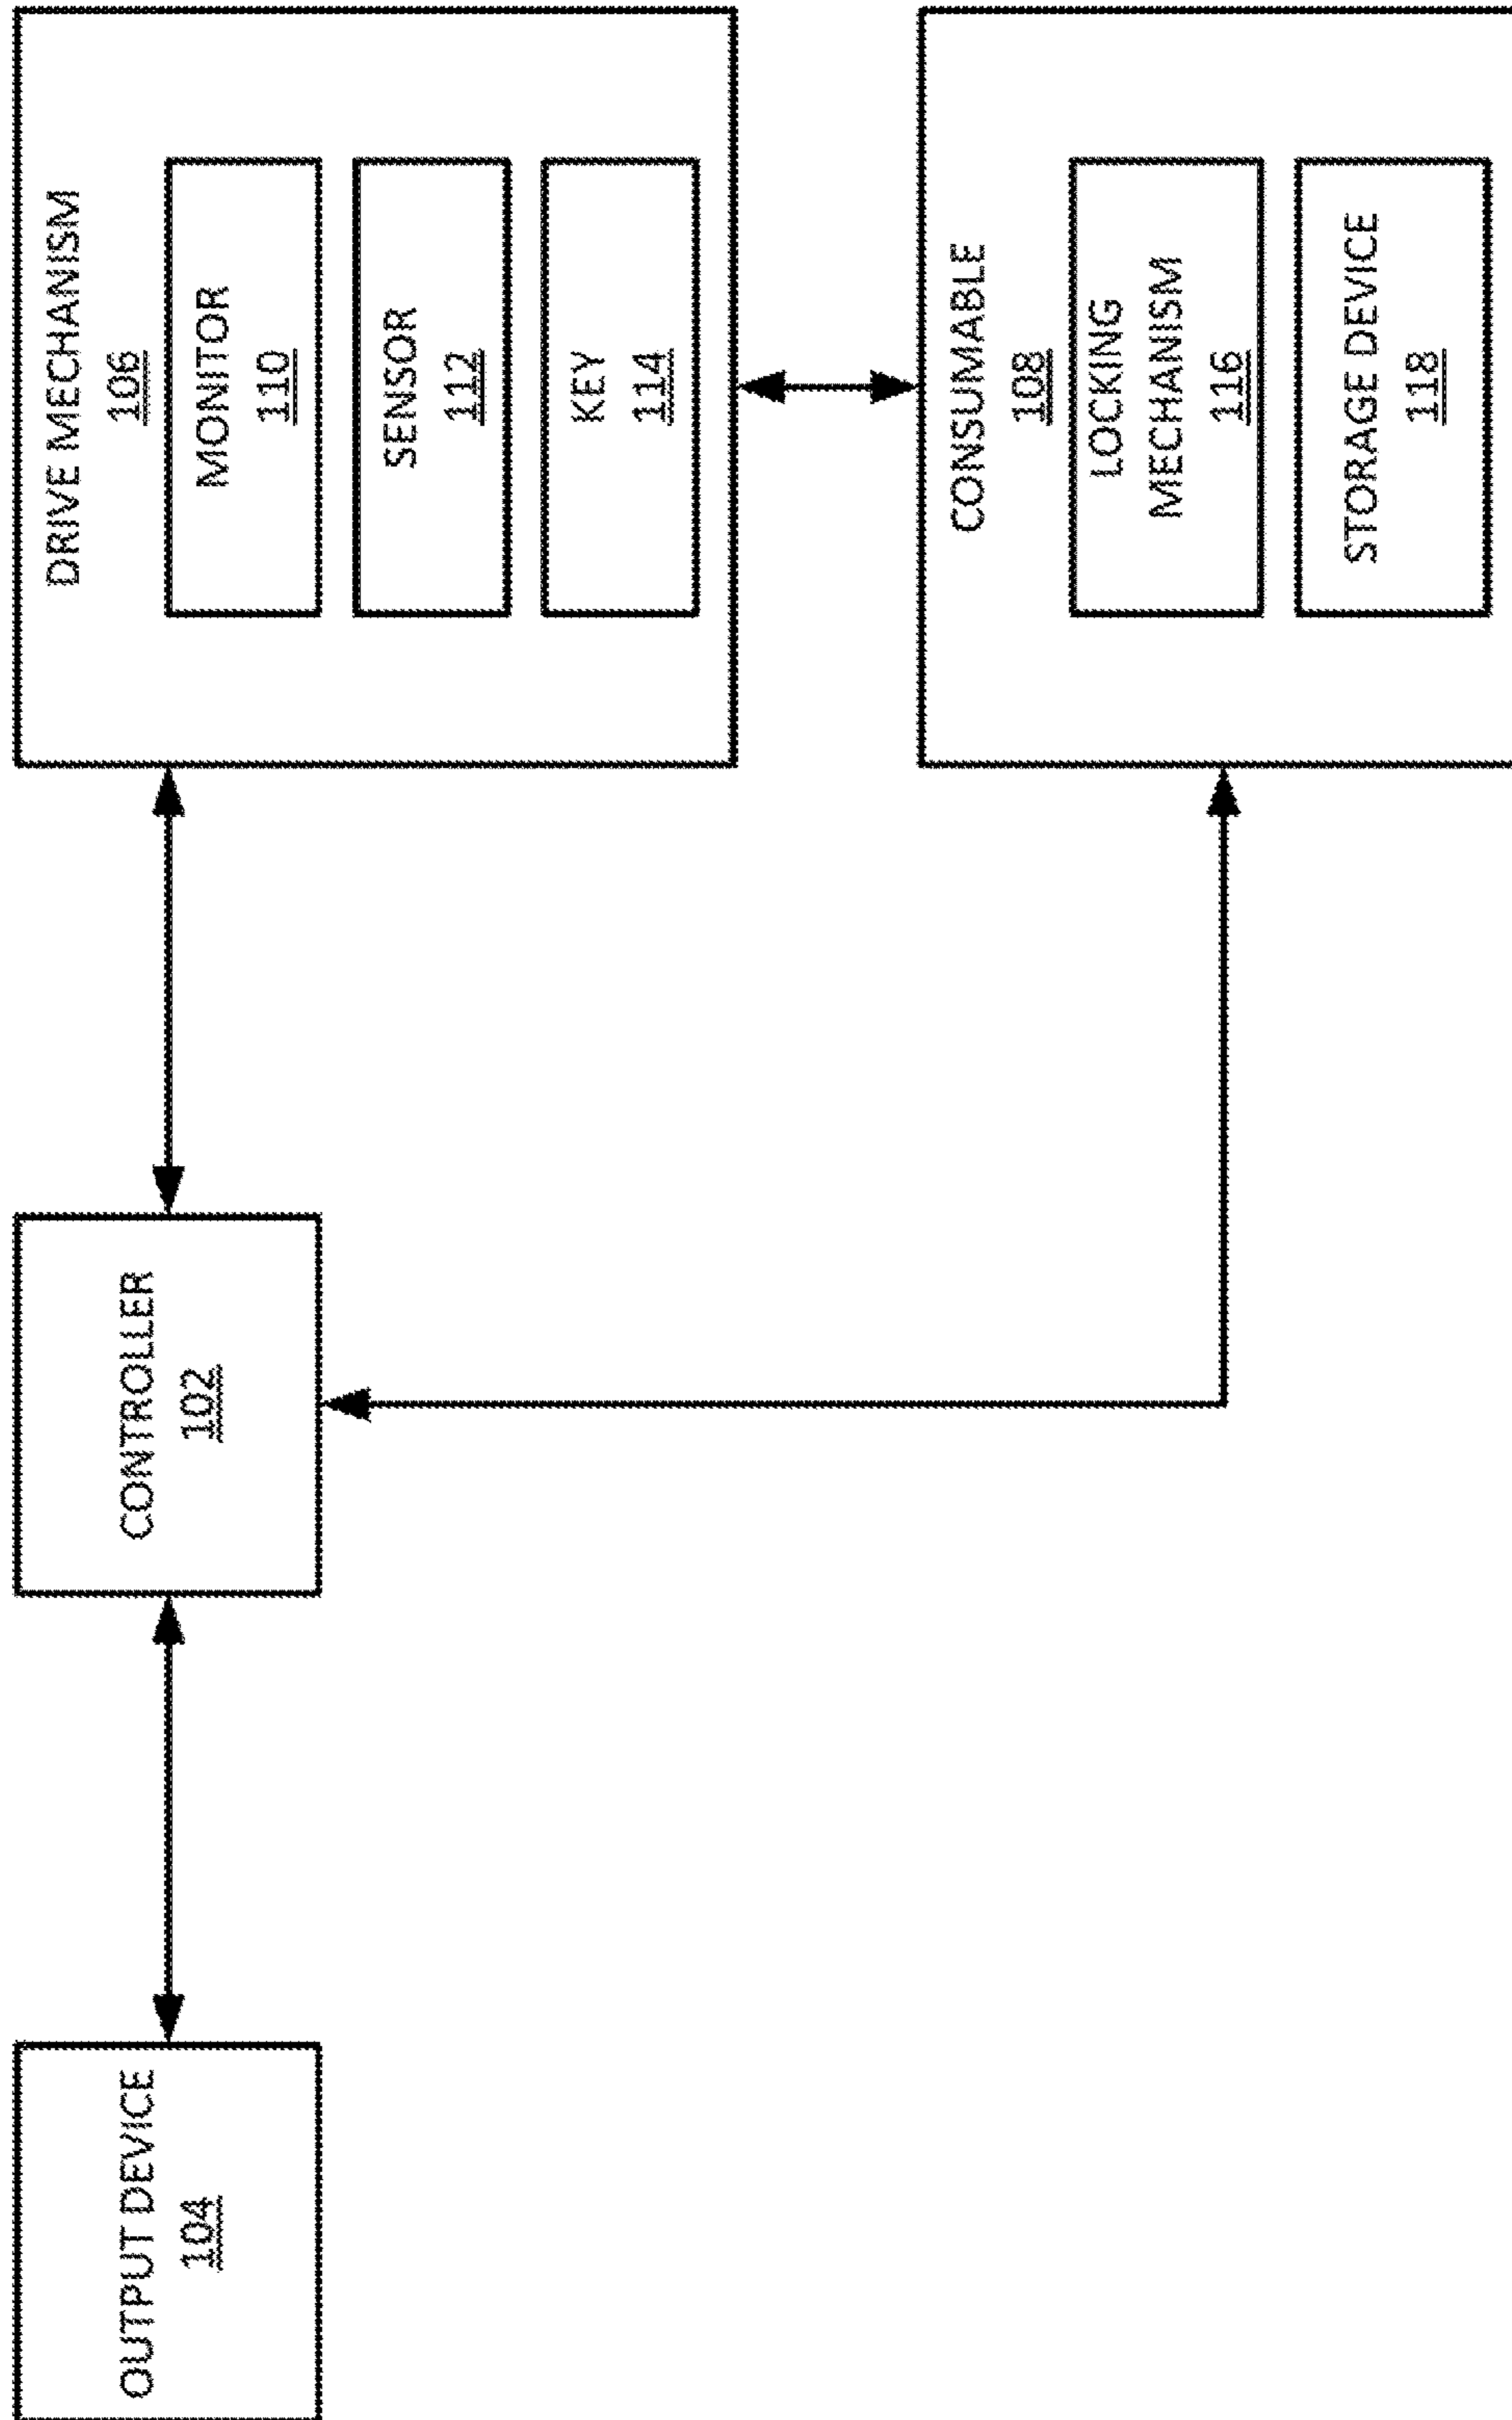 OUTPUT DEVICE
104
CONTROLLER
102
DRIVE MECHANISM
106
MONITOR
110
SENSOR
112
KEY
114
CONSUMABLE
108
LOCKING
MECHANISM
116
STORAGE DEVICE
118